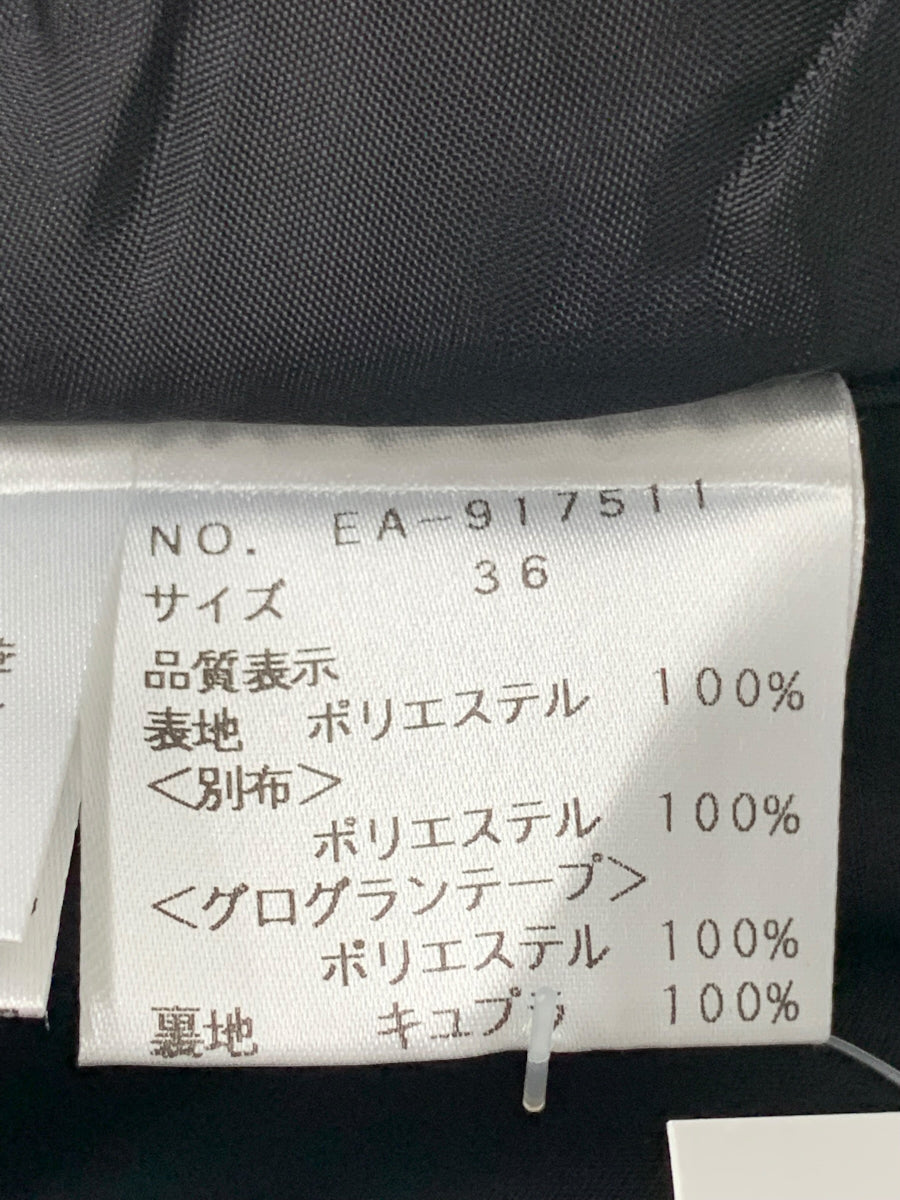 NO. EA-917511
サイズ 36
品質表示
表地 ポリエステル 100%
<別布>
ポリエステル 100%
<グログランテープ>
ポリエステル 100%
裏地 キュプラ 100%